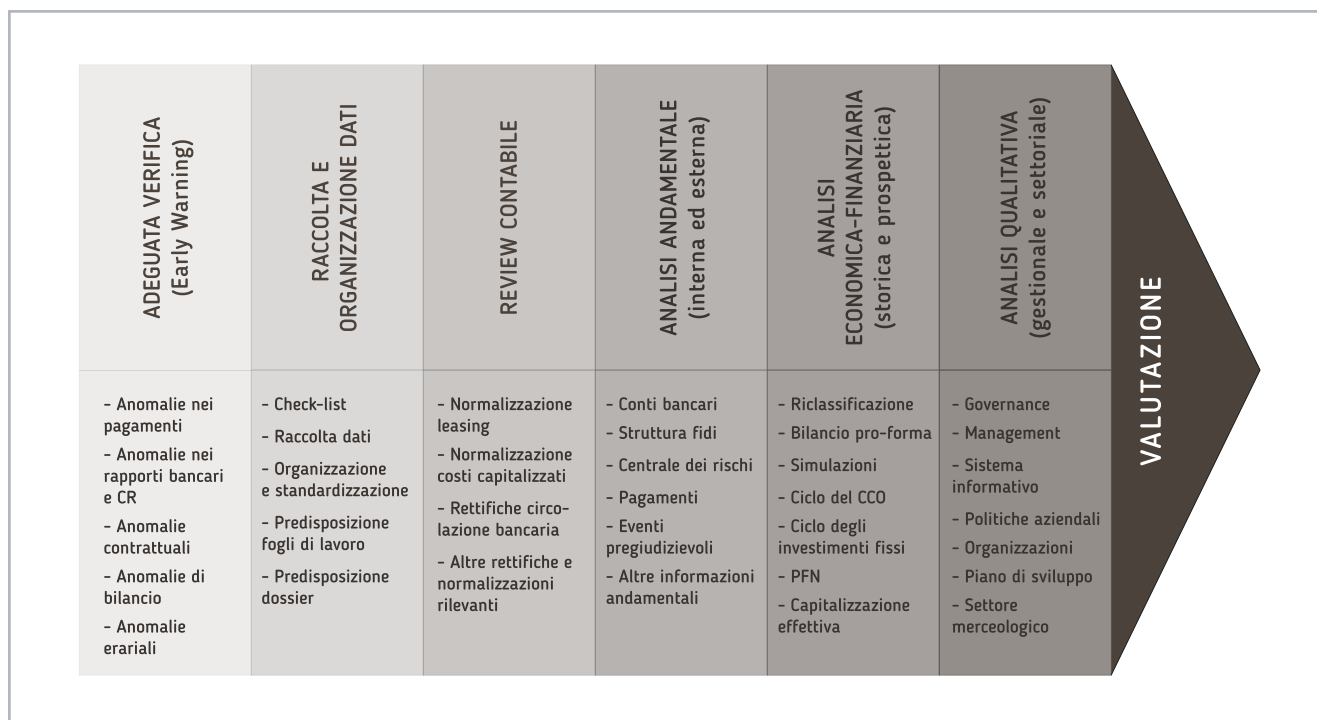 ADEGUATA VERIFICA
(Early Warning)
- Anomalie nei
pagamenti
- Anomalie nei
rapporti bancari
e CR
- Anomalie
contrattuali
- Anomalie di
bilancio
- Anomalie
erariali
RACCOLTA E
ORGANIZZAZIONE DATI
- Check-list
- Raccolta dati
- Organizzazione
e standardizzazione
- Predisposizione
fogli di lavoro
- Predisposizione
dossier
REVIEW CONTABILE
- Normalizzazione
leasing
- Normalizzazione
costi capitalizzati
- Rettifiche circo-
lazione bancaria
- Altre rettifiche e
normalizzazioni
rilevanti
ANALISI ANDAMENTALE
(interna ed esterna)
- Conti bancari
- Struttura fidi
- Centrale dei rischi
- Pagamenti
- Eventi
pregiudizievoli
- Altre informazioni
andamentali
ANALISI
ECONOMICA-FINANZIARIA
(storica e prospettica)
- Riclassificazione
- Bilancio pro-forma
- Simulazioni
- Ciclo del CCO
- Ciclo degli
investimenti fissi
- PFN
- Capitalizzazione
effettiva
ANALISI QUALITATIVA
(gestionale e settoriale)
- Governance
- Management
- Sistema
informativo
- Politiche aziendali
- Organizzazioni
- Piano di sviluppo
- Settore
merceologico
VALUTAZIONE